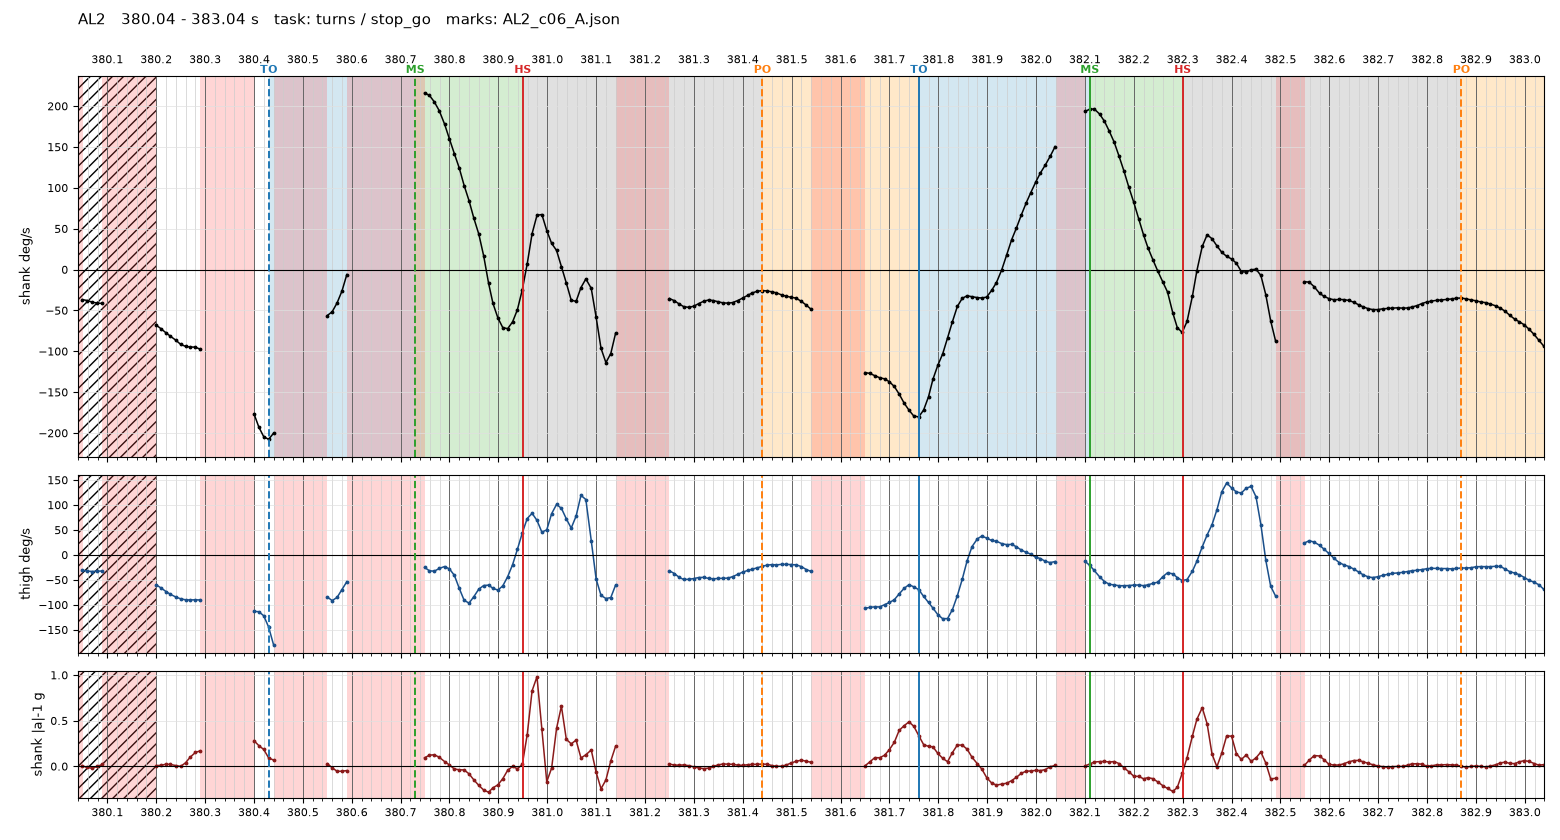 AL2   380.04 - 383.04 s   task: turns / stop_go   marks: AL2_c06_A.json
380.1 380.2 380.3 380.4 380.5 380.6 380.7 380.8 380.9 381.0 381.1 381.2 381.3 381.4 381.5 381.6 381.7 381.8 381.9 382.0 382.1 382.2 382.3 382.4 382.5 382.6 382.7 382.8 382.9 383.0
TO MS HS PO TO MS HS PO
shank deg/s
200
150
100
50
0
−50
−100
−150
−200
thigh deg/s
150
100
50
0
−50
−100
−150
shank |a|-1 g
1.0
0.5
0.0
380.1 380.2 380.3 380.4 380.5 380.6 380.7 380.8 380.9 381.0 381.1 381.2 381.3 381.4 381.5 381.6 381.7 381.8 381.9 382.0 382.1 382.2 382.3 382.4 382.5 382.6 382.7 382.8 382.9 383.0